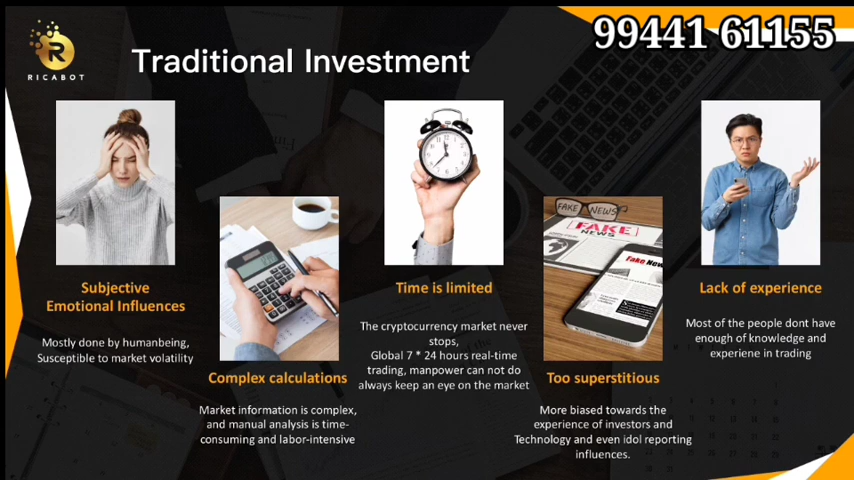 99441 61155
RICABOT
Traditional Investment
FAKE NEWS
FAKE
NEWS
Fake New
Subjective
Emotional Influences
Mostly done by humanbeing,
Susceptible to market volatility
Complex calculations
Market information is complex,
and manual analysis is time-
consuming and labor-intensive
Time is limited
The cryptocurrency market never
stops,
Global 7 * 24 hours real-time
trading, manpower can not do
always keep an eye on the market
Too superstitious
More biased towards the
experience of investors and
Technology and even idol reporting
influences.
Lack of experience
Most of the people dont have
enough of knowledge and
experiene in trading